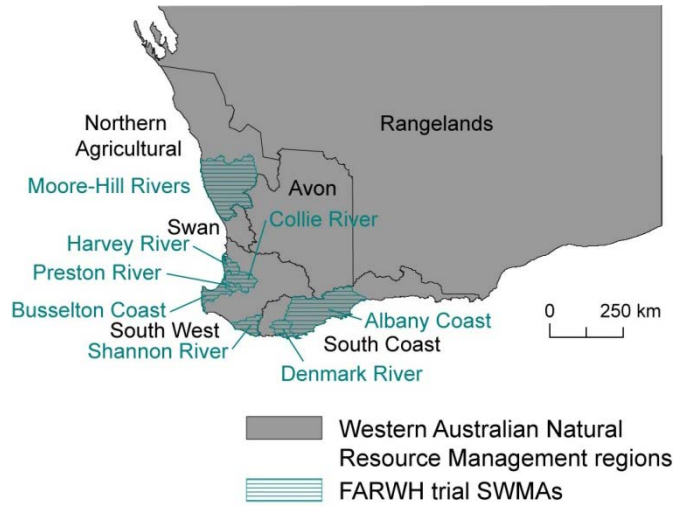 Northern
Agricultural
Rangelands
Moore-Hill Rivers
Avon
Swan
Collie River
Harvey River
Preston River
Busselton Coast
South West
Shannon River
Albany Coast
South Coast
Denmark River
0 250 km
Western Australian Natural
Resource Management regions
FARWH trial SWMAs